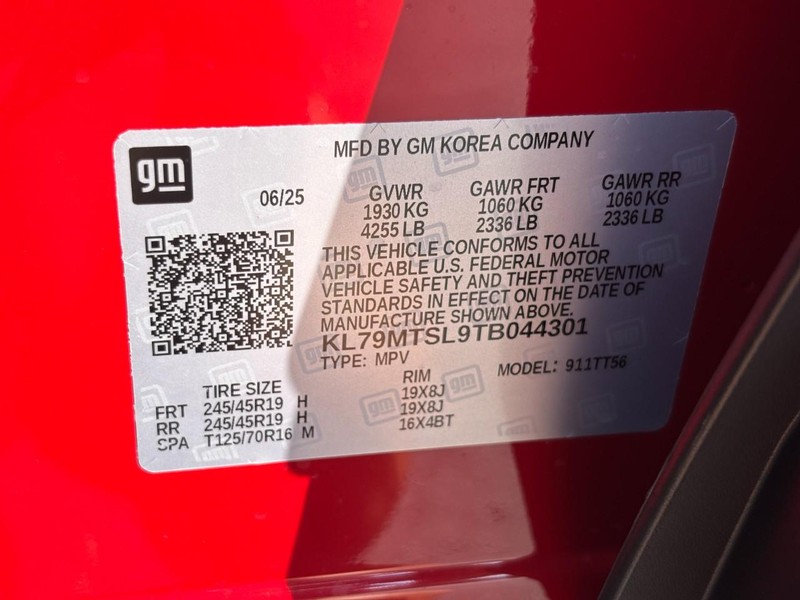 MFD BY GM KOREA COMPANY
gm
06/25
GVWR GAWR FRT GAWR RR
1930 KG 1060 KG 1060 KG
4255 LB 2336 LB 2336 LB
THIS VEHICLE CONFORMS TO ALL
APPLICABLE U.S. FEDERAL MOTOR
VEHICLE SAFETY AND THEFT PREVENTION
STANDARDS IN EFFECT ON THE DATE OF
MANUFACTURE SHOWN ABOVE.
KL79MTSL9TB044301
TYPE: MPV MODEL: 911TT56
TIRE SIZE RIM
FRT 245/45R19 H 19X8J
RR 245/45R19 H 19X8J
SPA T125/70R16 M 16X4BT